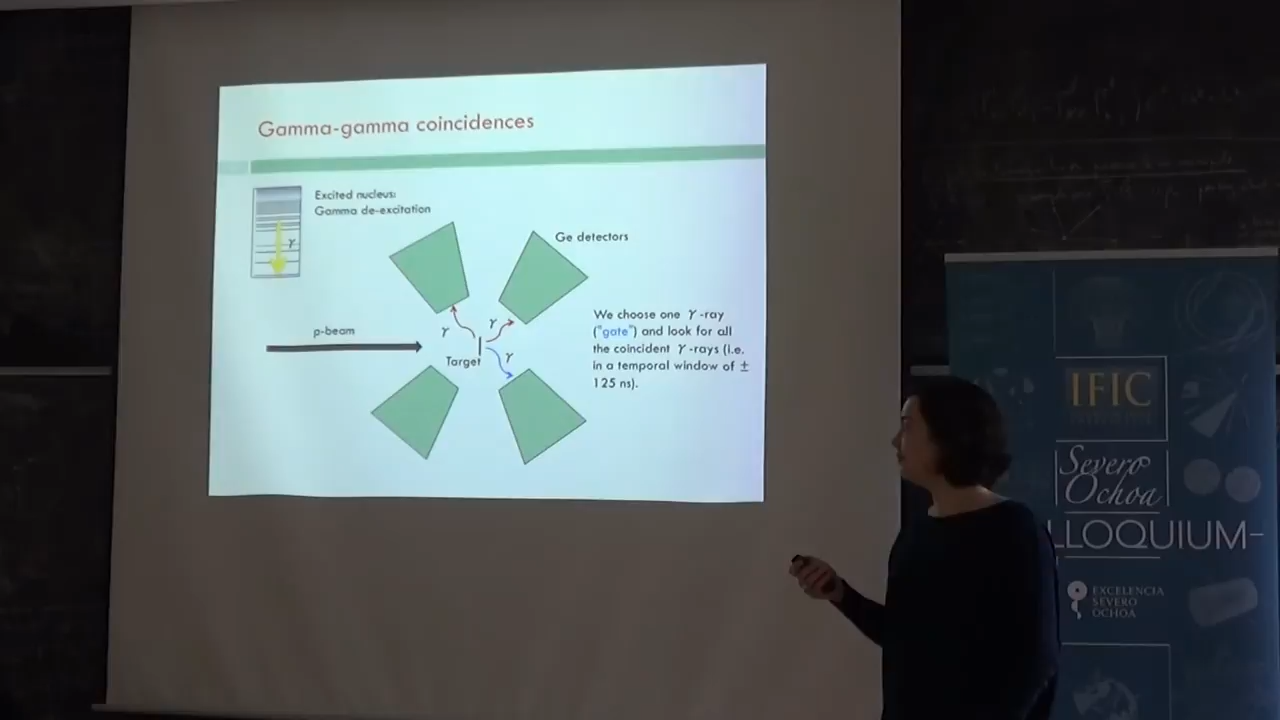 Gamma-gamma coincidences
Excited nucleus:
Gamma de-excitation
γ
Ge detectors
p-beam
γ
γ
γ
Target
We choose one γ-ray
("gate") and look for all
the coincident γ-rays (i.e.
in a temporal window of ±
125 ns).
IFIC
Severo
Ochoa
LLOQUIUM-
EXCELENCIA
SEVERO
OCHOA